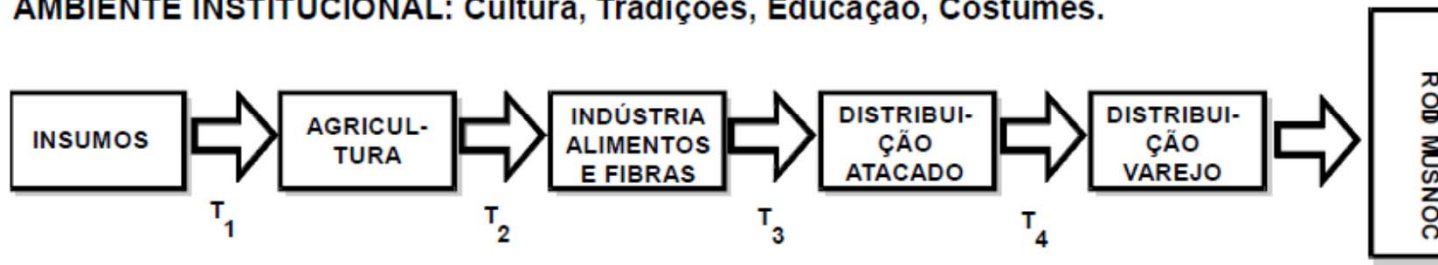 AMBIENTE INSTITUCIONAL: Cultura, Tradições, Educação, Costumes.
INSUMOS
AGRICUL-
TURA
INDÚSTRIA
ALIMENTOS
E FIBRAS
DISTRIBUI-
ÇÃO
ATACADO
DISTRIBUI-
ÇÃO
VAREJO
T1
T2
T3
T4